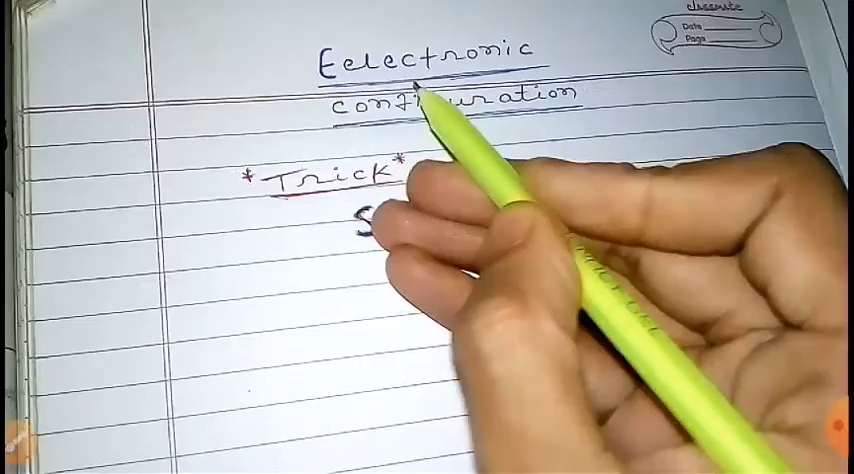 classmate
Date
Page
Eelectronic
configuration
*Trick*
S